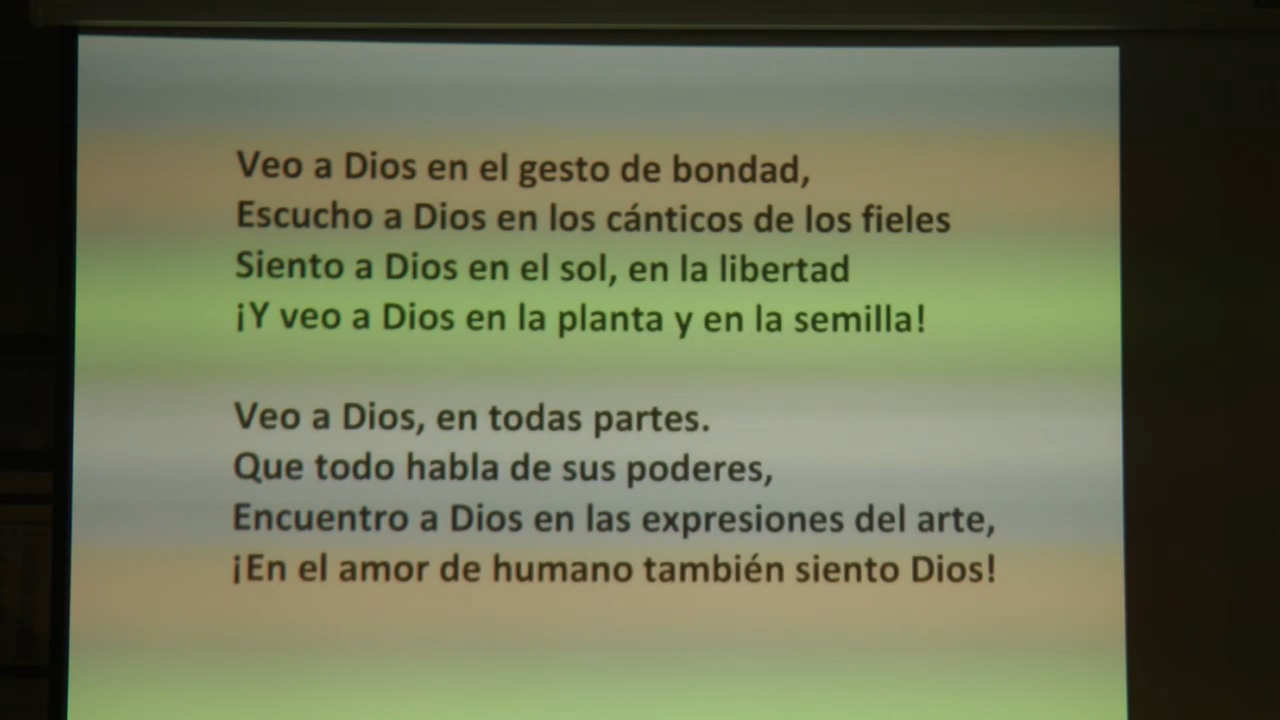 Veo a Dios en el gesto de bondad,
Escucho a Dios en los cánticos de los fieles
Siento a Dios en el sol, en la libertad
¡Y veo a Dios en la planta y en la semilla!
Veo a Dios, en todas partes.
Que todo habla de sus poderes,
Encuentro a Dios en las expresiones del arte,
¡En el amor de humano también siento Dios!